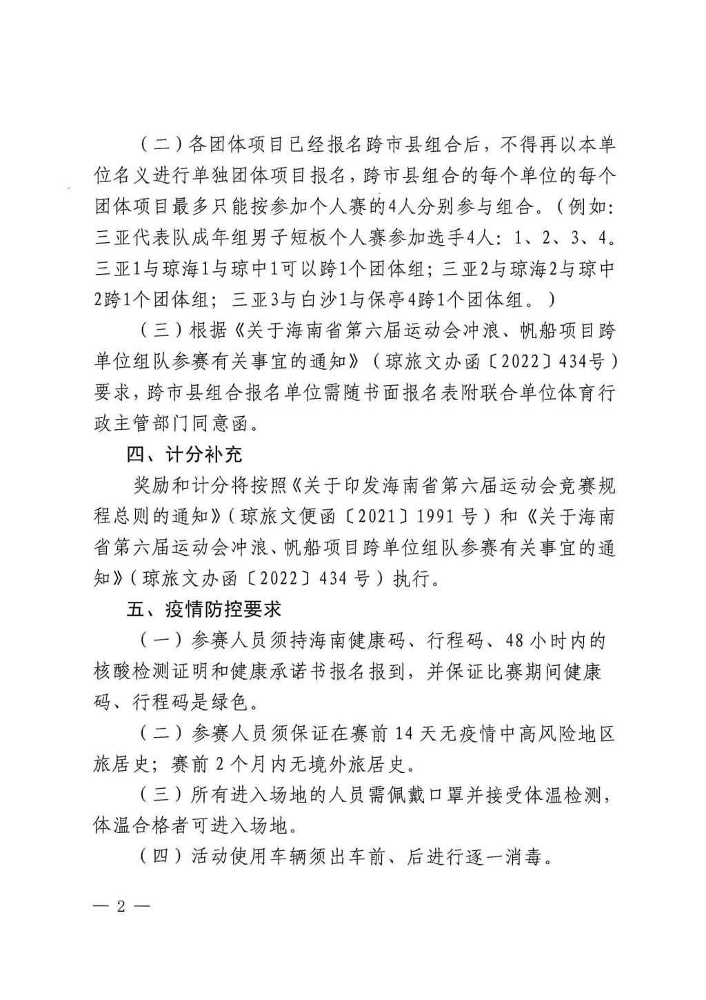 （二）各团体项目已经报名跨市县组合后，不得再以本单
位名义进行单独团体项目报名，跨市县组合的每个单位的每个
团体项目最多只能按参加个人赛的4人分别参与组合。（例如：
三亚代表队成年组男子短板个人赛参加选手4人：1、2、3、4。
三亚1与琼海1与琼中1可以跨1个团体组；三亚2与琼海2与琼中
2跨1个团体组；三亚3与白沙1与保亭4跨1个团体组。）
（三）根据《关于海南省第六届运动会冲浪、帆船项目跨
单位组队参赛有关事宜的通知》（琼旅文办函〔2022〕434号）
要求，跨市县组合报名单位需随书面报名表附联合单位体育行
政主管部门同意函。
四、计分补充
奖励和计分将按照《关于印发海南省第六届运动会竞赛规
程总则的通知》（琼旅文便函〔2021〕1991 号）和《关于海南
省第六届运动会冲浪、帆船项目跨单位组队参赛有关事宜的通
知》（琼旅文办函〔2022〕434 号）执行。
五、疫情防控要求
（一）参赛人员须持海南健康码、行程码、48 小时内的
核酸检测证明和健康承诺书报名报到，并保证比赛期间健康
码、行程码是绿色。
（二）参赛人员须保证在赛前 14 天无疫情中高风险地区
旅居史；赛前 2 个月内无境外旅居史。
（三）所有进入场地的人员需佩戴口罩并接受体温检测，
体温合格者可进入场地。
（四）活动使用车辆须出车前、后进行逐一消毒。
— 2 —